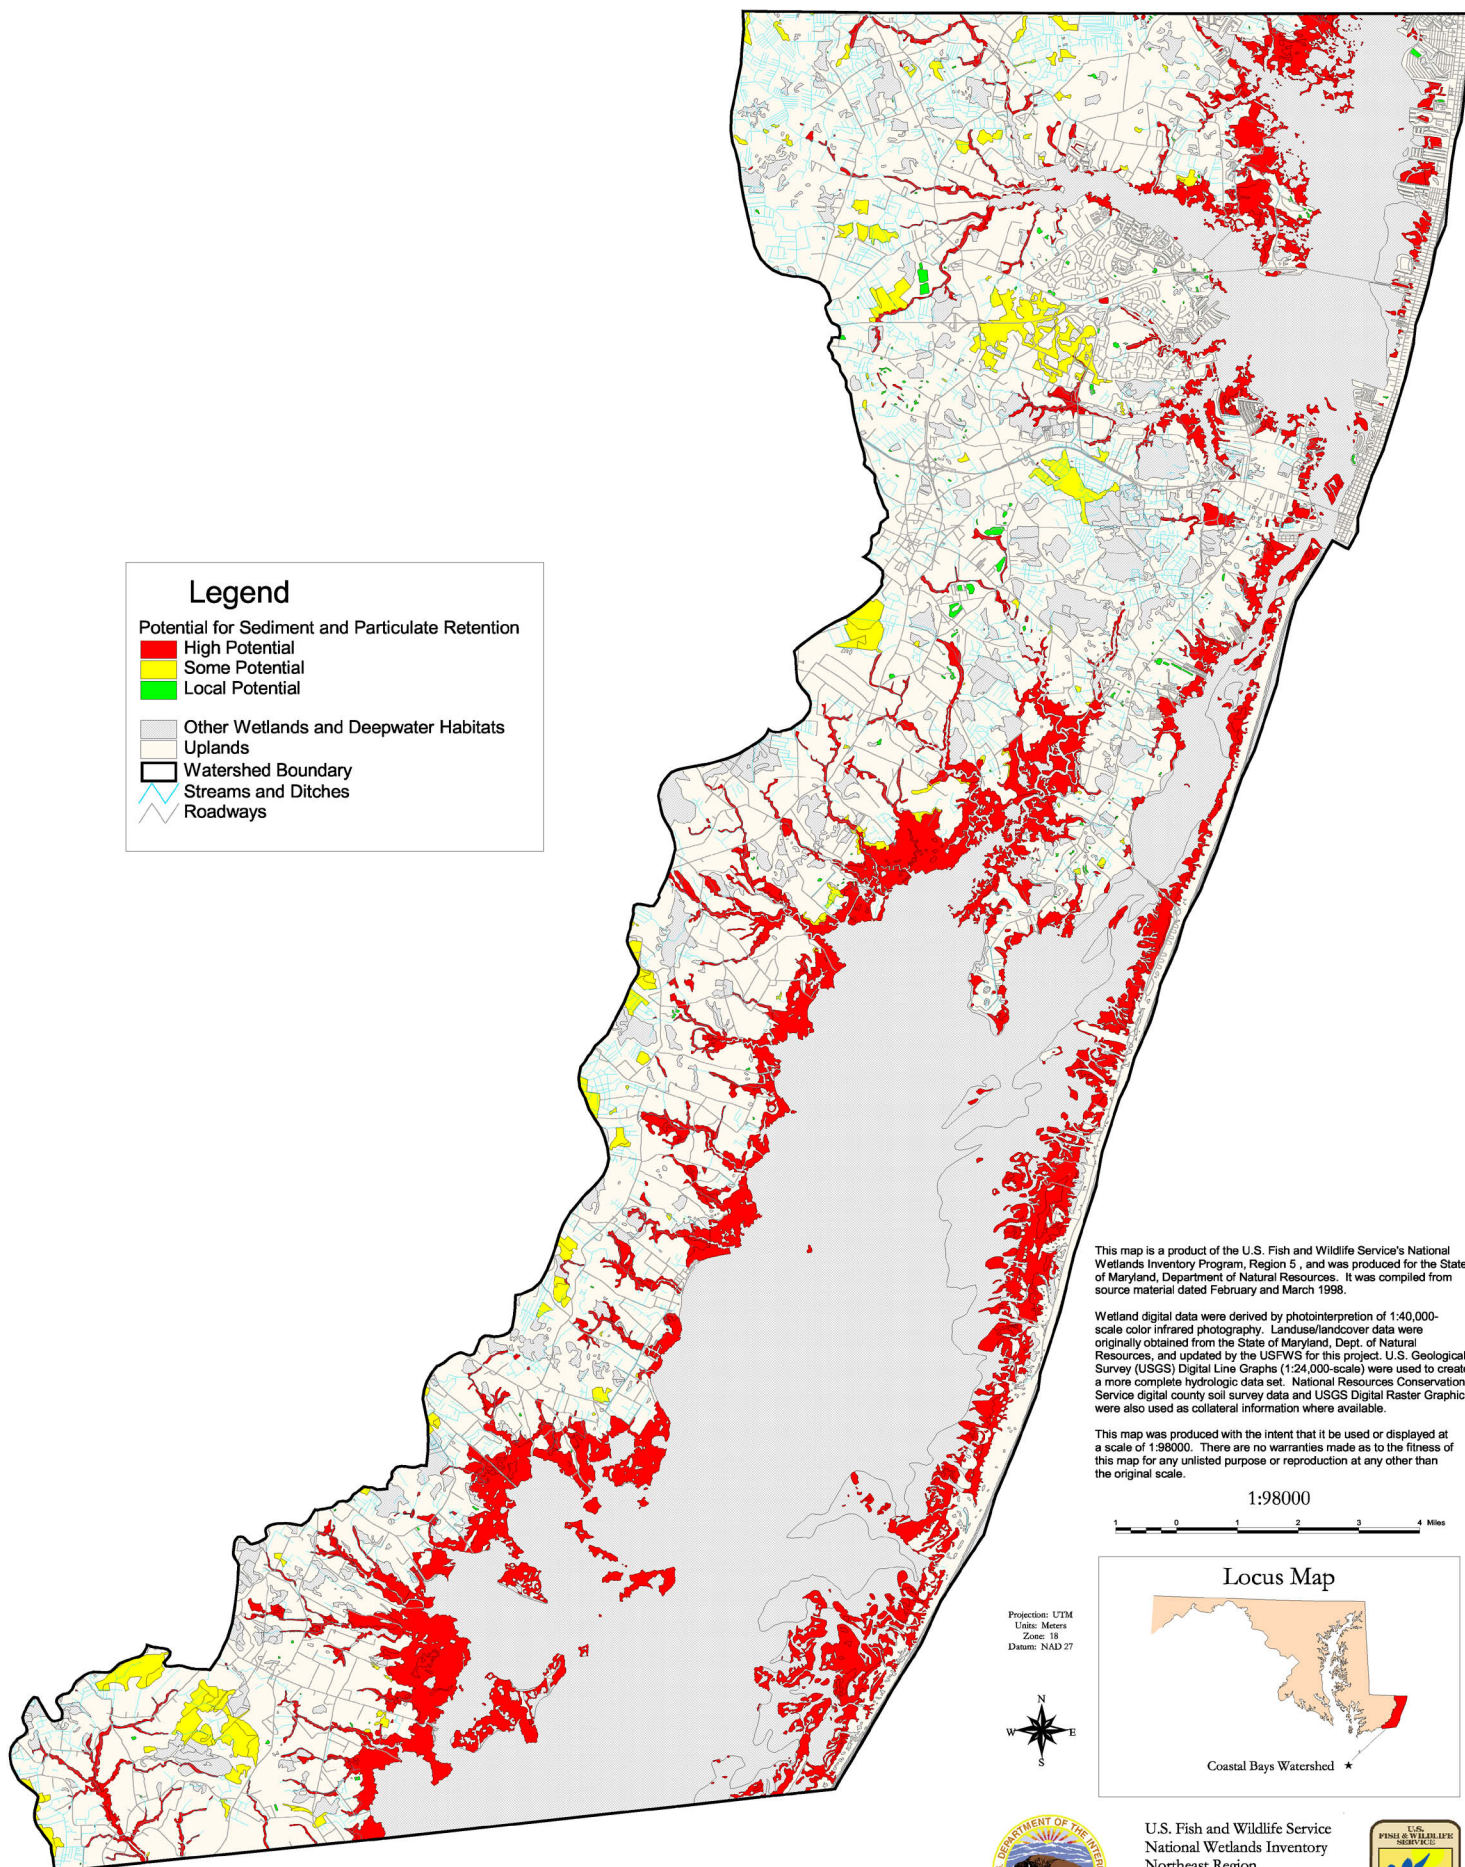 Legend
Potential for Sediment and Particulate Retention
High Potential
Some Potential
Local Potential
Other Wetlands and Deepwater Habitats
Uplands
Watershed Boundary
Streams and Ditches
Roadways
This map is a product of the U.S. Fish and Wildlife Service's National
Wetlands Inventory Program, Region 5 , and was produced for the State
of Maryland, Department of Natural Resources. It was compiled from
source material dated February and March 1998.
Wetland digital data were derived by photointerpretion of 1:40,000-
scale color infrared photography. Landuse/landcover data were
originally obtained from the State of Maryland, Dept. of Natural
Resources, and updated by the USFWS for this project. U.S. Geological
Survey (USGS) Digital Line Graphs (1:24,000-scale) were used to create
a more complete hydrologic data set. National Resources Conservation
Service digital county soil survey data and USGS Digital Raster Graphic
were also used as collateral information where available.
This map was produced with the intent that it be used or displayed at
a scale of 1:98000. There are no warranties made as to the fitness of
this map for any unlisted purpose or reproduction at any other than
the original scale.
1:98000
1 0 1 2 3 4 Miles
Locus Map
Coastal Bays Watershed ★
Projection: UTM
Units: Meters
Zone: 18
Datum: NAD 27
N
W E
S
DEPARTMENT OF THE INTERIOR
U.S. Fish and Wildlife Service
National Wetlands Inventory
Northeast Region
U.S.
FISH & WILDLIFE
SERVICE